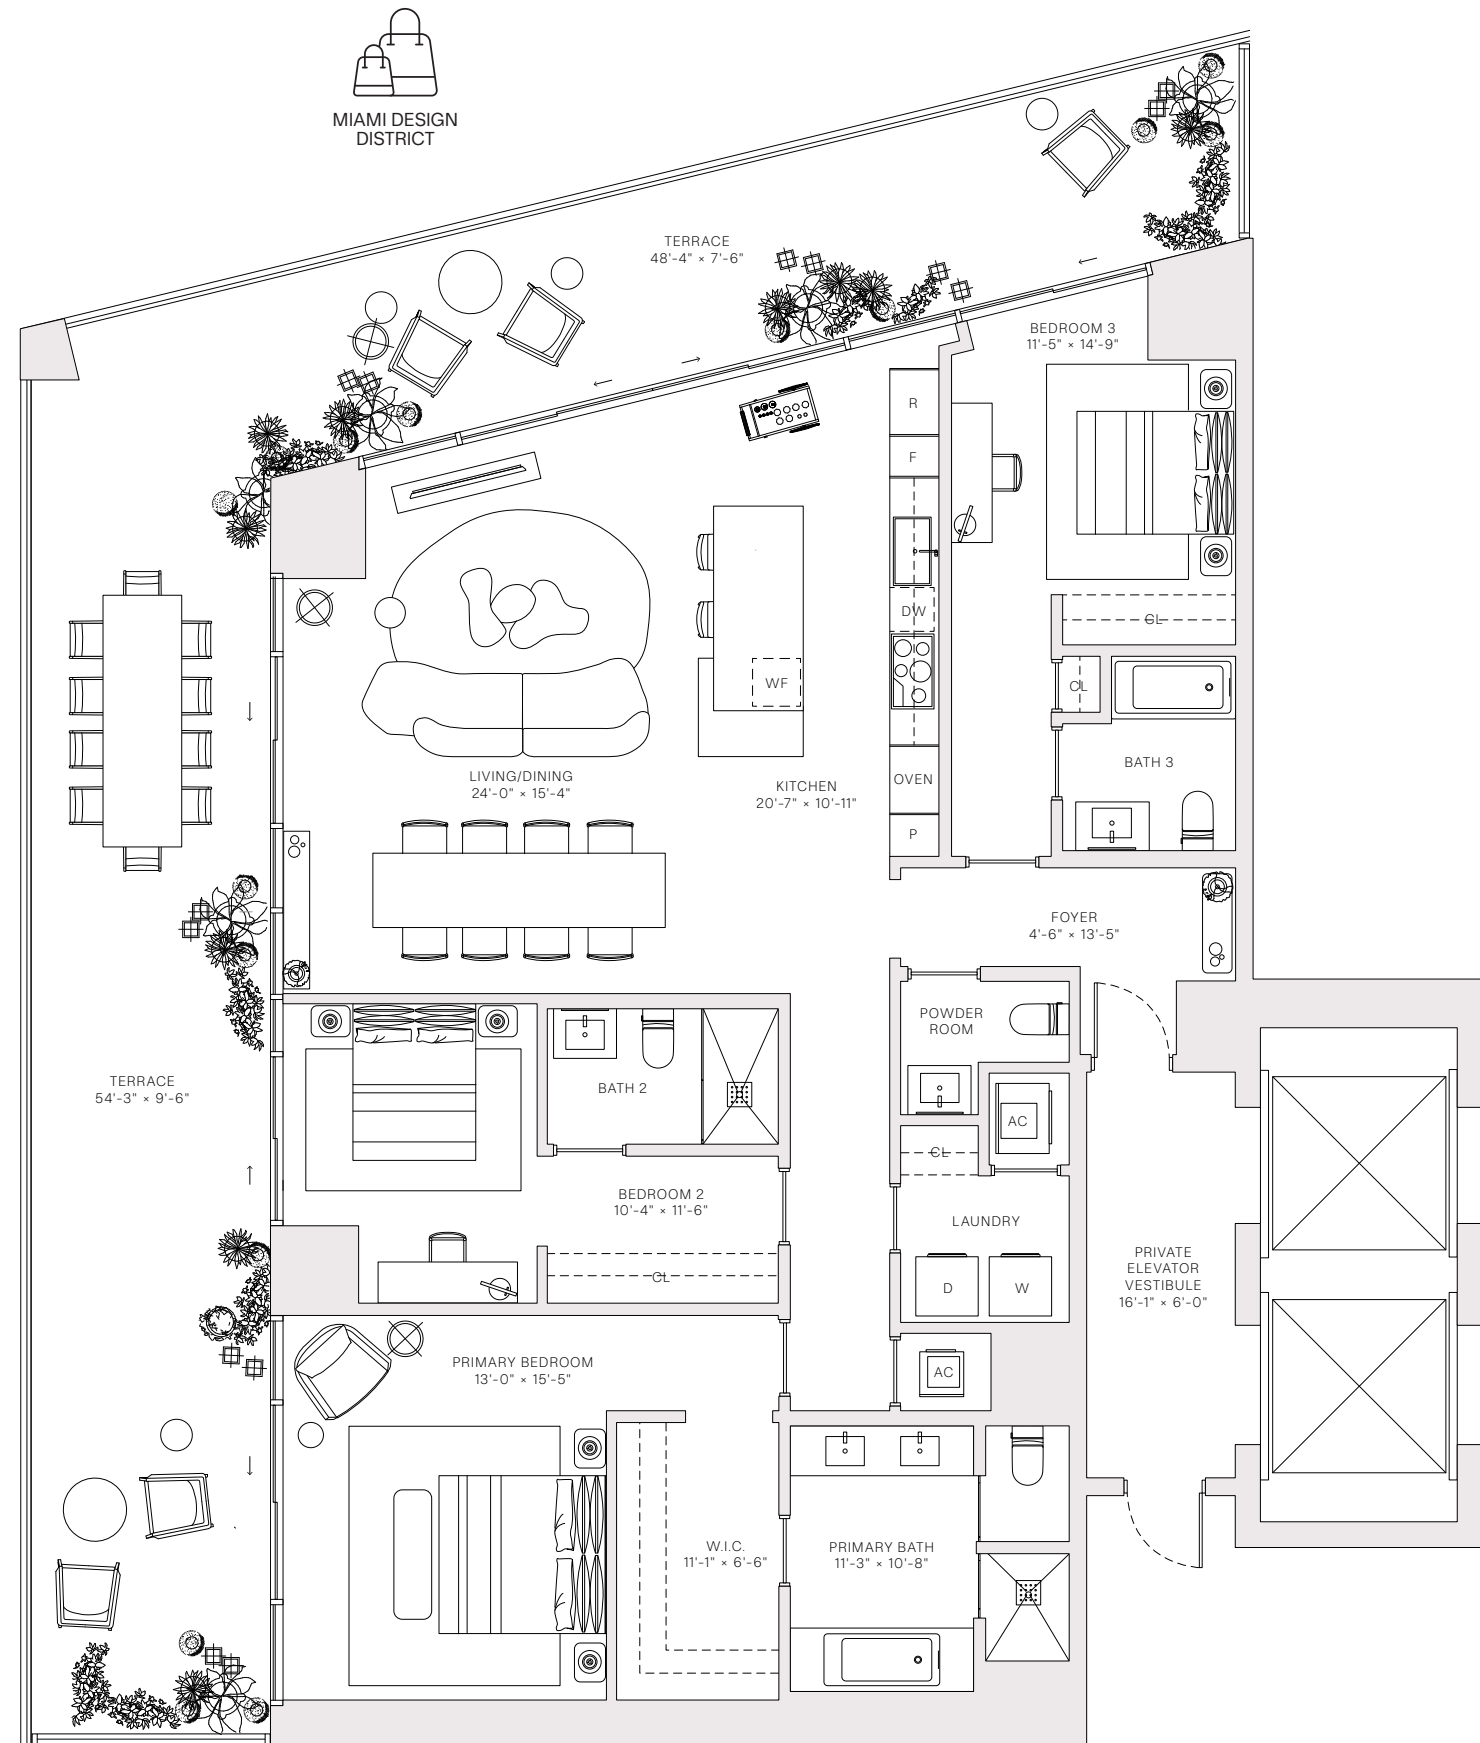 MIAMI DESIGN
DISTRICT
TERRACE
48'-4" × 7'-6"
BEDROOM 3
11'-5" × 14'-9"
R
F
DW
WF
CL
CL
LIVING/DINING
24'-0" × 15'-4"
KITCHEN
20'-7" × 10'-11"
OVEN
P
BATH 3
FOYER
4'-6" × 13'-5"
POWDER
ROOM
TERRACE
54'-3" × 9'-6"
BATH 2
AC
CL
BEDROOM 2
10'-4" × 11'-6"
LAUNDRY
CL
D
W
PRIVATE
ELEVATOR
VESTIBULE
16'-1" × 6'-0"
PRIMARY BEDROOM
13'-0" × 15'-5"
AC
W.I.C.
11'-1" × 6'-6"
PRIMARY BATH
11'-3" × 10'-8"